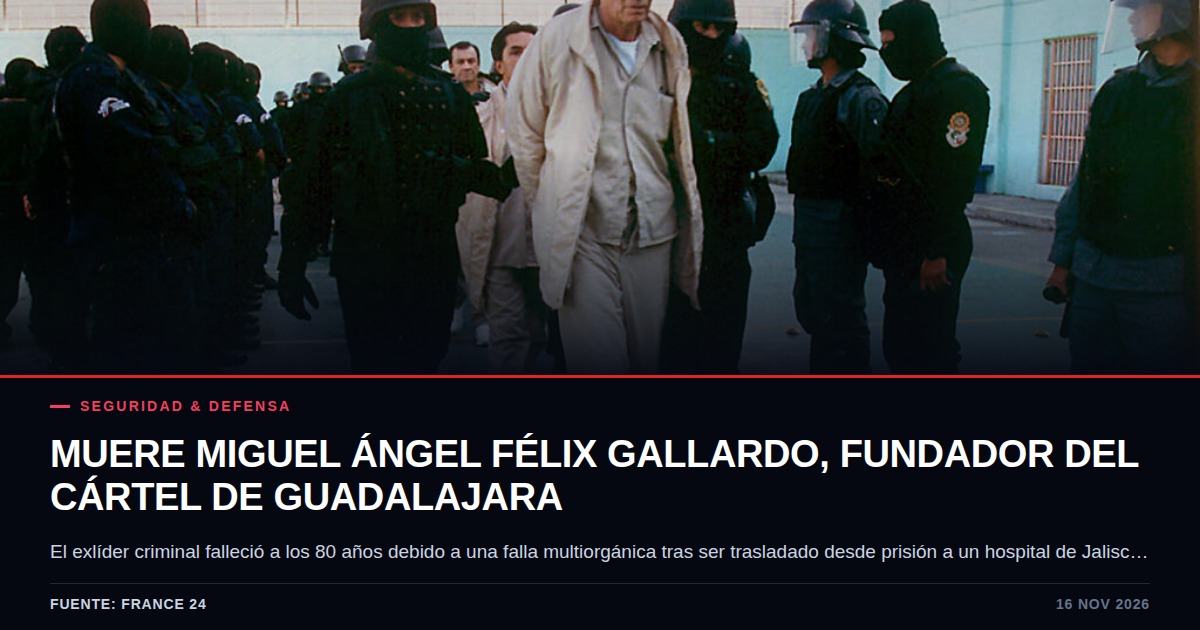 SEGURIDAD & DEFENSA
MUERE MIGUEL ÁNGEL FÉLIX GALLARDO, FUNDADOR DEL
CÁRTEL DE GUADALAJARA
El exlíder criminal falleció a los 80 años debido a una falla multiorgánica tras ser trasladado desde prisión a un hospital de Jalisc…
FUENTE: FRANCE 24
16 NOV 2026